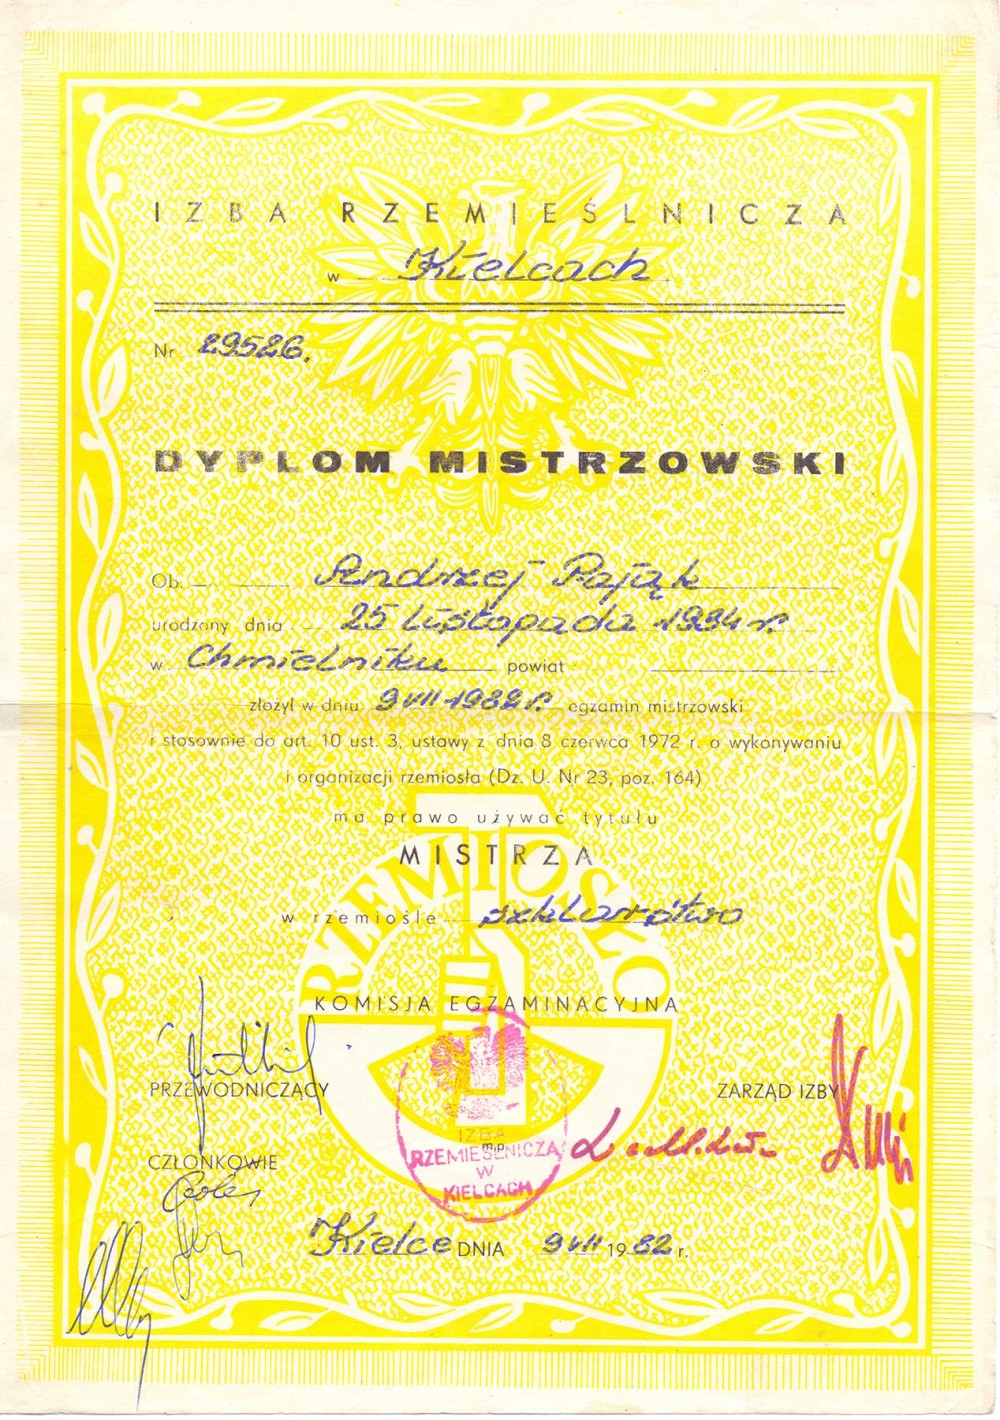 IZBA RZEMIEŚLNICZA
w Kielcach
Nr 29526.
DYPLOM MISTRZOWSKI
Ob. Andrzej Pająk
urodzony dnia 25 Listopada 1934 r.
w Chmielniku powiat
złożył w dniu 9 VII 1982 r. egzamin mistrzowski
i stosownie do art. 10 ust. 3, ustawy z dnia 8 czerwca 1972 r. o wykonywaniu
i organizacji rzemiosła (Dz. U. Nr 23, poz. 164)
ma prawo używać tytułu
MISTRZA
RZEMIOSŁO
w rzemiośle szklarstwo
KOMISJA EGZAMINACYJNA
PRZEWODNICZĄCY
ZARZĄD IZBY
m.p.
IZBA
RZEMIEŚLNICZA
W
KIELCACH
CZŁONKOWIE
Kielce DNIA 9 VII 1982 r.